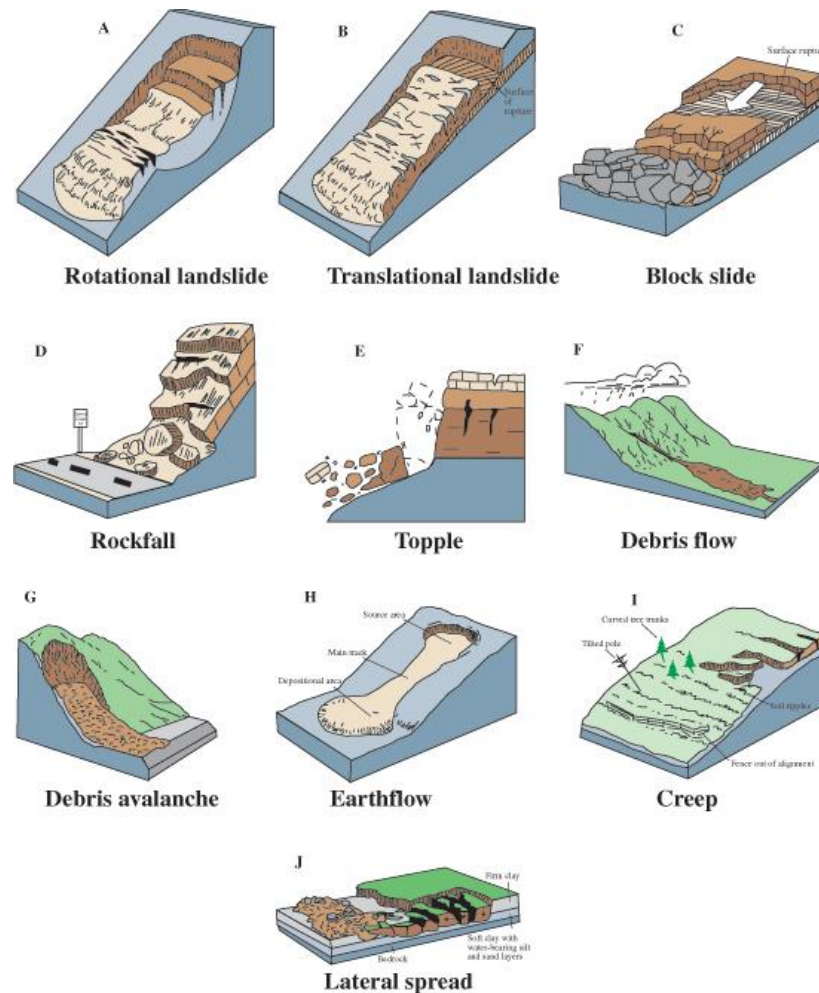 A
B
C
Surface rupture
Surface
of
rupture
Toe
Rotational landslide
Translational landslide
Block slide
D
E
F
Rockfall
Topple
Debris flow
G
H
I
Source area
Main track
Depositional area
Curved tree trunks
Tilted pole
Soil ripples
Fence out of alignment
Debris avalanche
Earthflow
Creep
J
Firm clay
Soft clay with
water-bearing silt
and sand layers
Bedrock
Lateral spread